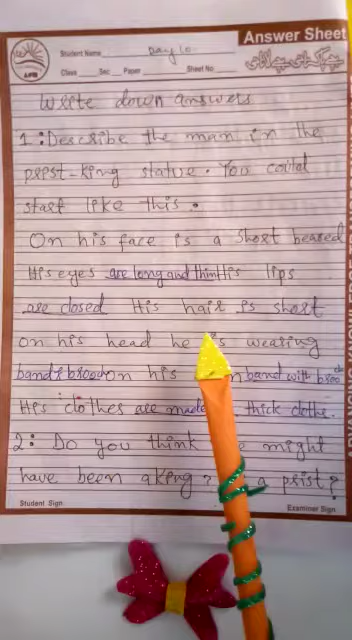 Answer Sheet
Student Name Day 10
Class Sec Paper Sheet No
Write down answers
1 : Describe the man in the
prest-king statue. You could
start like this.
On his face is a short beared
His eyes are long and thin His lips
are closed His hair is short
on his head he is wearing
band & brooch on his band with brooch
His clothes are made thick clothe.
2: Do you think might
have been a king? a prist?
Student Sign Examiner Sign